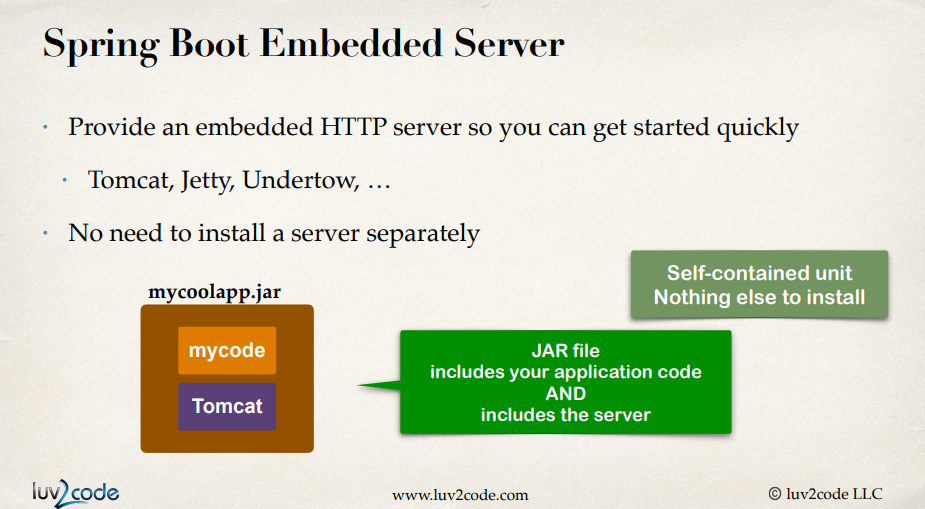 Spring Boot Embedded Server
• Provide an embedded HTTP server so you can get started quickly
• Tomcat, Jetty, Undertow, …
• No need to install a server separately
Self-contained unit
Nothing else to install
mycoolapp.jar
mycode
Tomcat
JAR file
includes your application code
AND
includes the server
luv2code
www.luv2code.com
© luv2code LLC